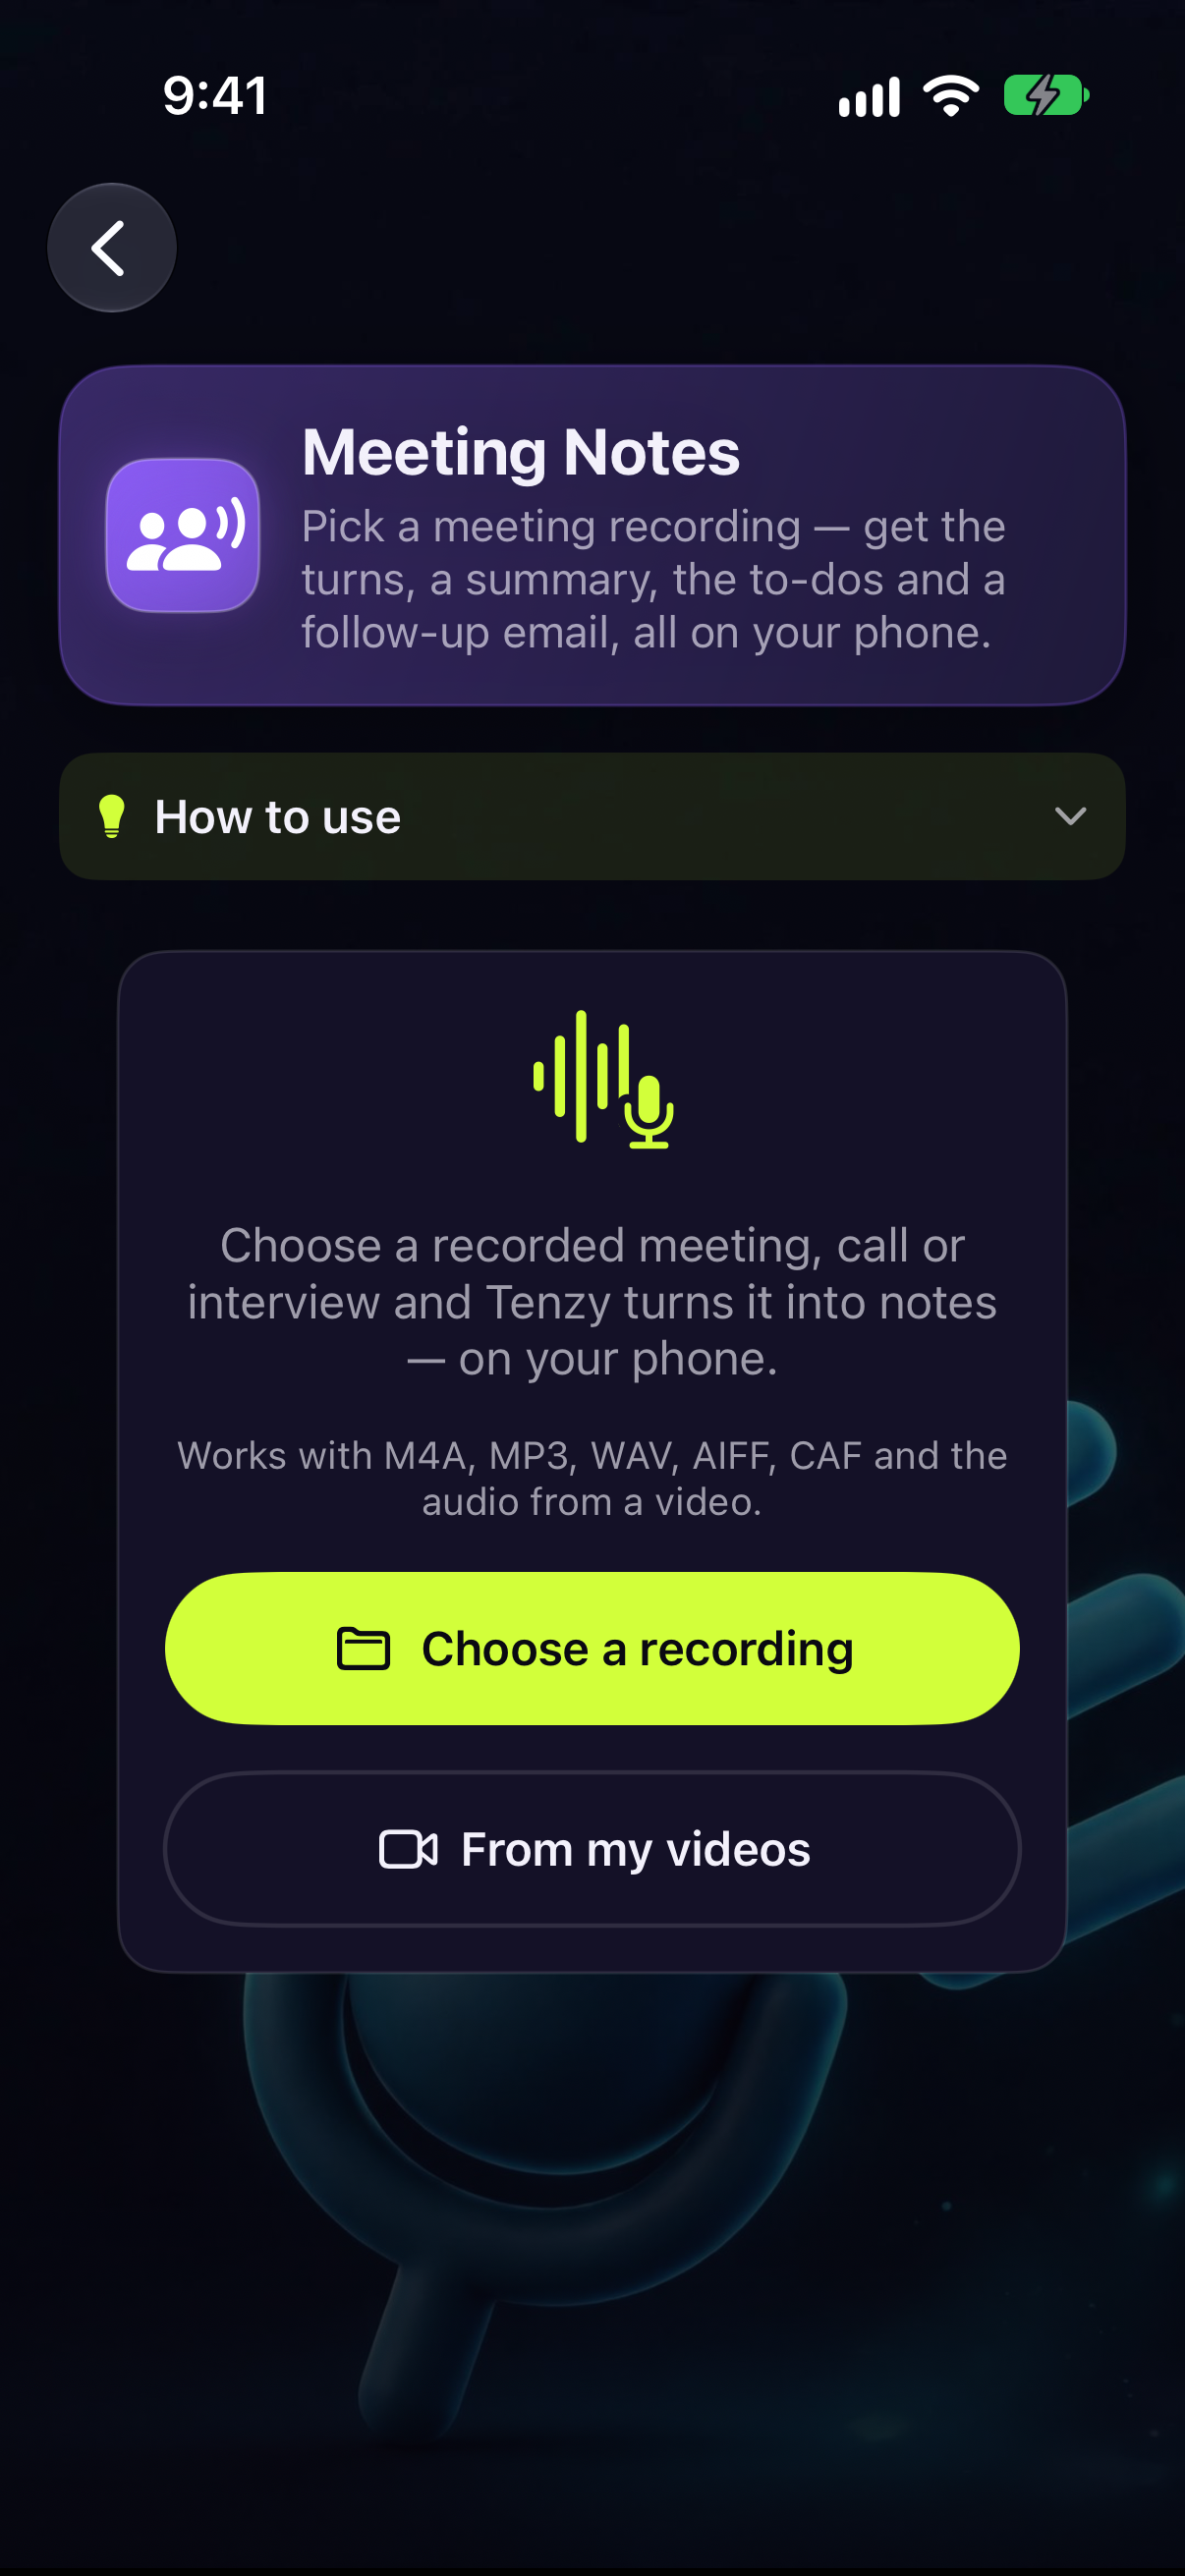 9:41
Meeting Notes
Pick a meeting recording — get the
turns, a summary, the to-dos and a
follow-up email, all on your phone.
How to use
Choose a recorded meeting, call or
interview and Tenzy turns it into notes
— on your phone.
Works with M4A, MP3, WAV, AIFF, CAF and the
audio from a video.
Choose a recording
From my videos